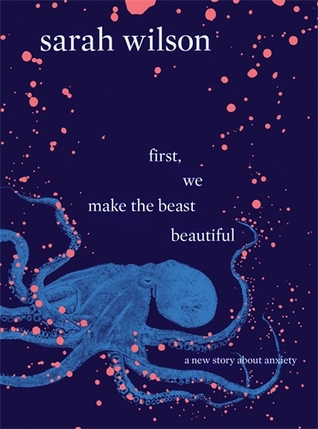 sarah wilson
first,
we
make the beast
beautiful
a new story about anxiety